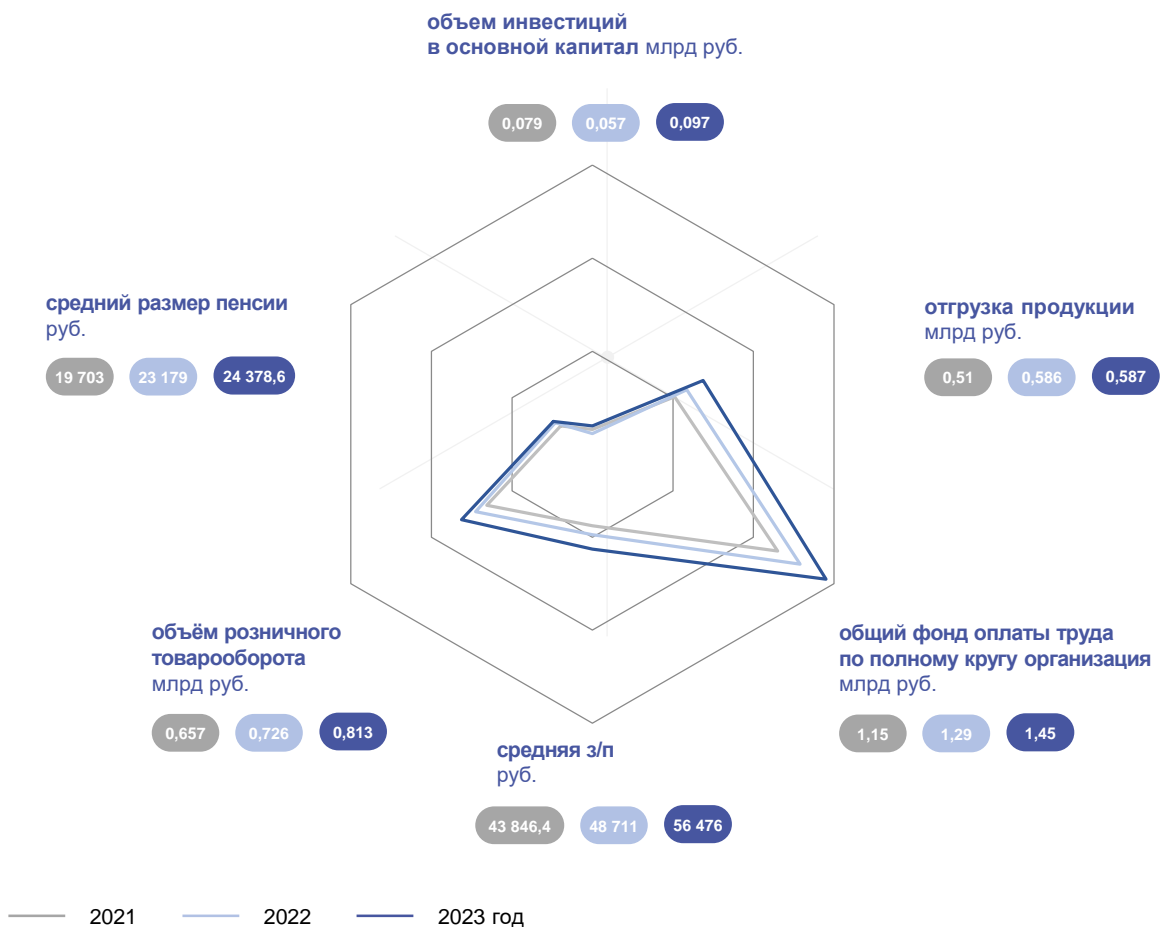 объем инвестиций
в основной капитал млрд руб.
0,079 0,057 0,097
средний размер пенсии
руб.
19 703 23 179 24 378,6
отгрузка продукции
млрд руб.
0,51 0,586 0,587
объём розничного
товарооборота
млрд руб.
0,657 0,726 0,813
общий фонд оплаты труда
по полному кругу организация
млрд руб.
1,15 1,29 1,45
средняя з/п
руб.
43 846,4 48 711 56 476
2021 2022 2023 год